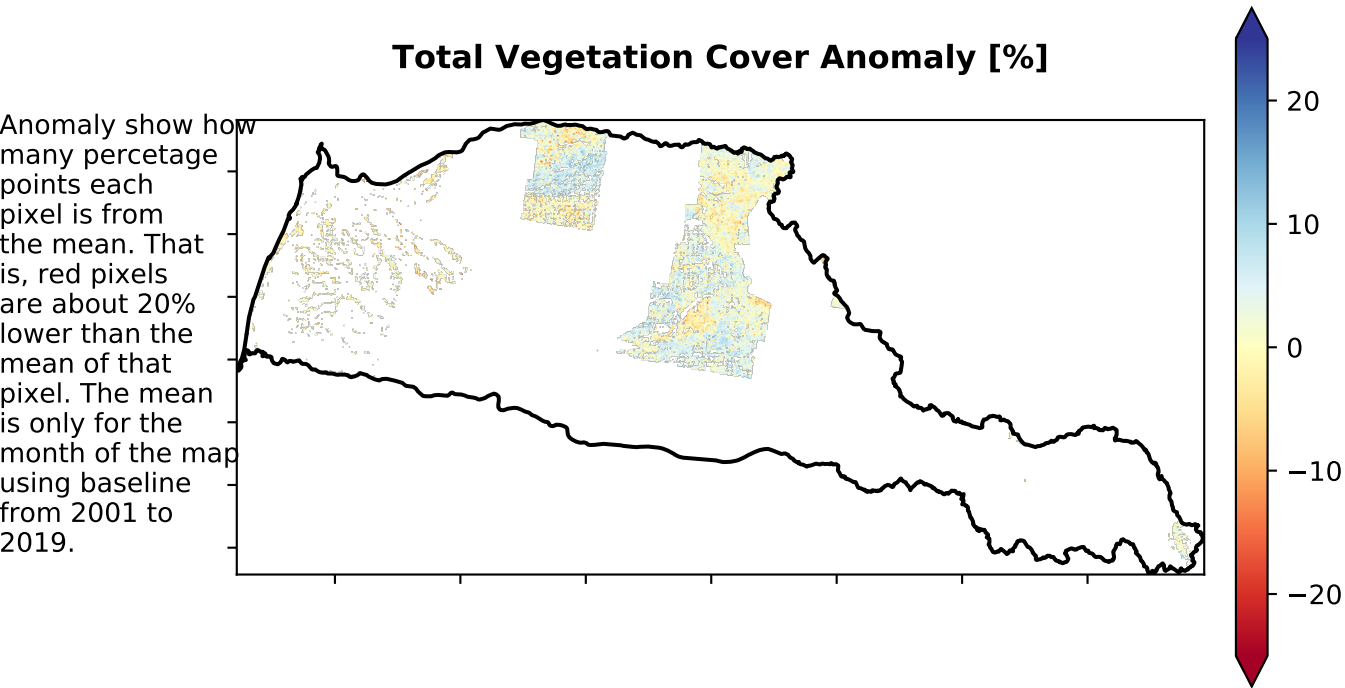 Total Vegetation Cover Anomaly [%]
Anomaly show how
many percetage
points each
pixel is from
the mean. That
is, red pixels
are about 20%
lower than the
mean of that
pixel. The mean
is only for the
month of the map
using baseline
from 2001 to
2019.
20
10
0
−10
−20